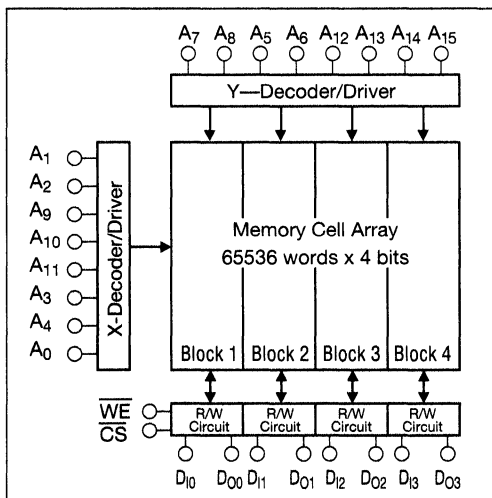 A7 A8 A5 A6 A12 A13 A14 A15
Y—Decoder/Driver
A1
A2
A9
A10
A11
A3
A4
A0
X-Decoder/Driver
Memory Cell Array
65536 words x 4 bits
Block 1 Block 2 Block 3 Block 4
WE
CS
R/W Circuit R/W Circuit R/W Circuit R/W Circuit
DI0 DO0 DI1 DO1 DI2 DO2 DI3 DO3